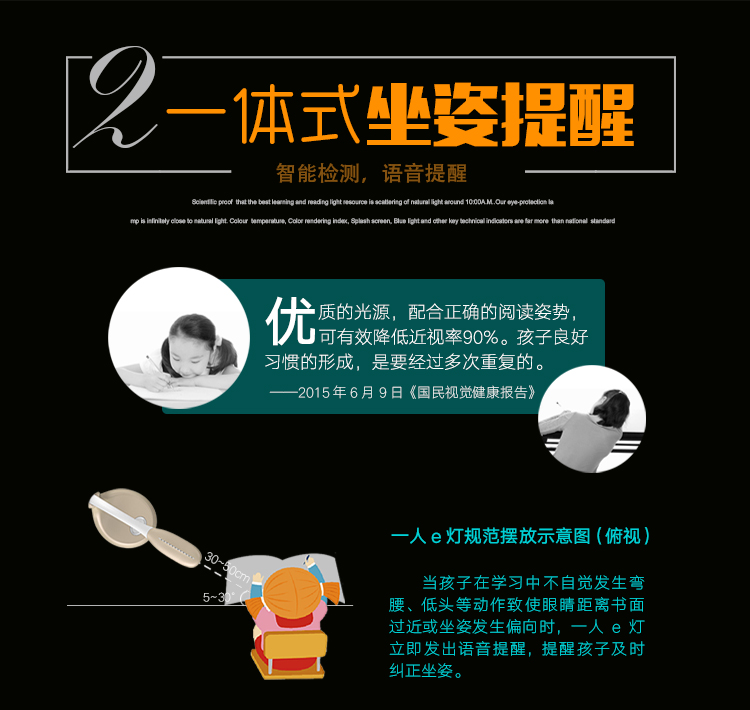 2 一体式坐姿提醒
智能检测，语音提醒
Scientific proof that the best learning and reading light resource is scattering of natural light around 10:00A.M..Our eye-protection la
mp is infinitely close to natural light. Colour temperature, Color rendering index, Splash screen, Blue light and other key technical indicators are far more than national standerd
优质的光源，配合正确的阅读姿势，
可有效降低近视率90%。孩子良好
习惯的形成，是要经过多次重复的。
——2015年6月9日《国民视觉健康报告》
一人e灯规范摆放示意图（俯视）
30~50cm
5~30°
当孩子在学习中不自觉发生弯
腰、低头等动作致使眼睛距离书面
过近或坐姿发生偏向时，一人 e 灯
立即发出语音提醒，提醒孩子及时
纠正坐姿。